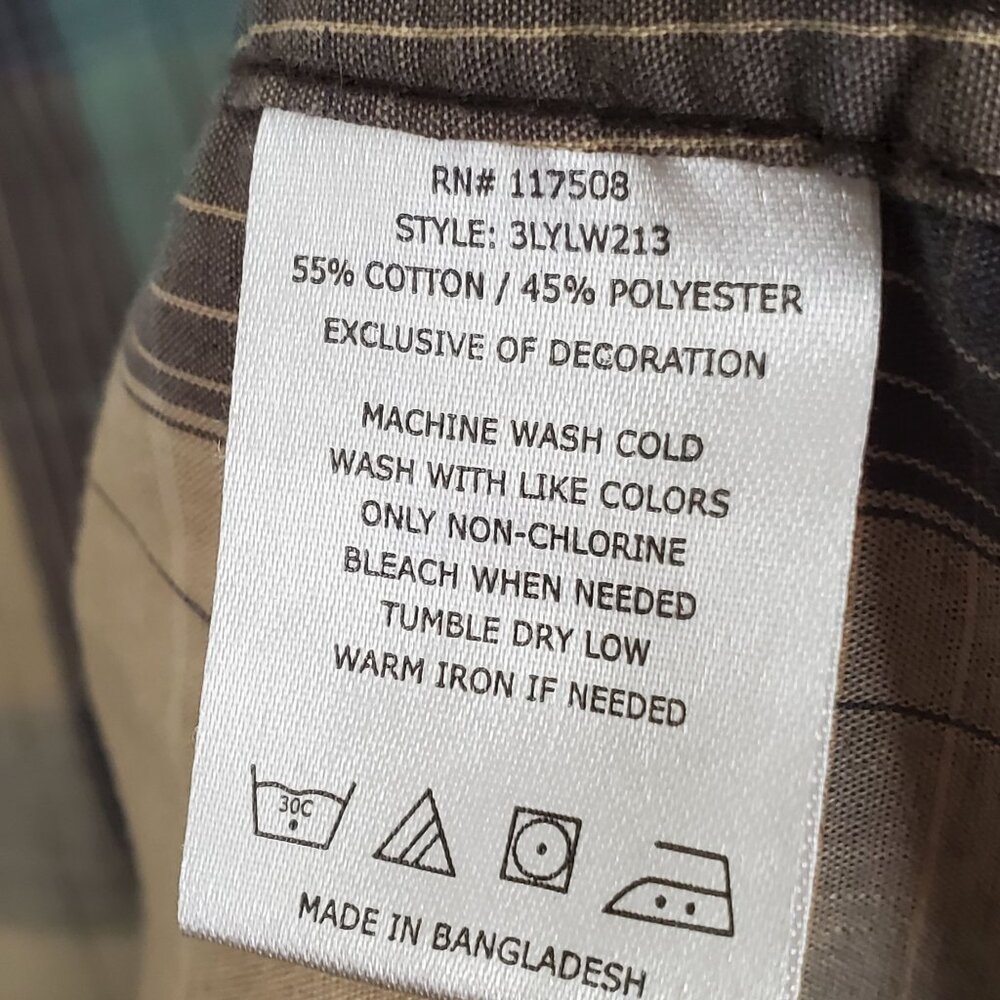 RN# 117508
STYLE: 3LYLW213
55% COTTON / 45% POLYESTER
EXCLUSIVE OF DECORATION
MACHINE WASH COLD
WASH WITH LIKE COLORS
ONLY NON-CHLORINE
BLEACH WHEN NEEDED
TUMBLE DRY LOW
WARM IRON IF NEEDED
30C
MADE IN BANGLADESH